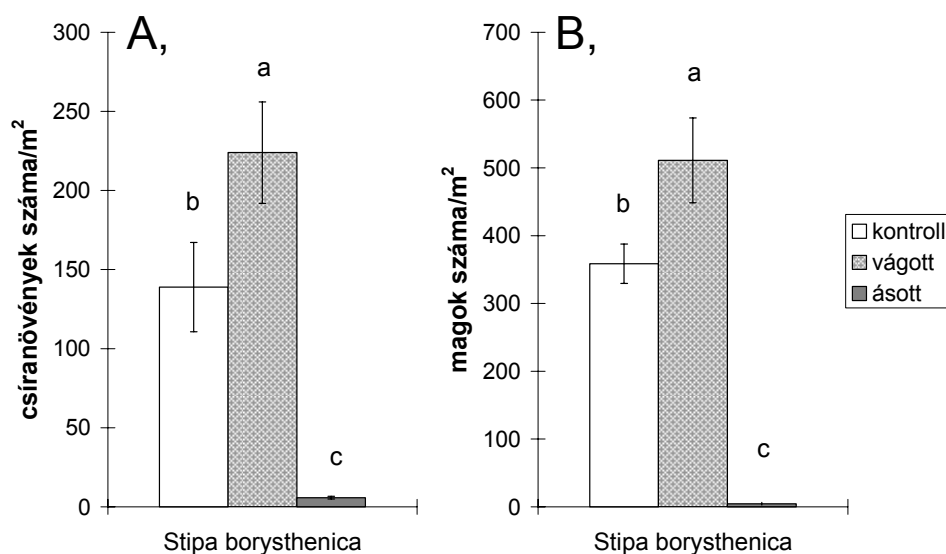 A,
csíranövények száma/m²
300
250
200
150
100
50
0
b
a
c
Stipa borysthenica
B,
magok száma/m²
700
600
500
400
300
200
100
0
b
a
c
Stipa borysthenica
kontroll
vágott
ásott